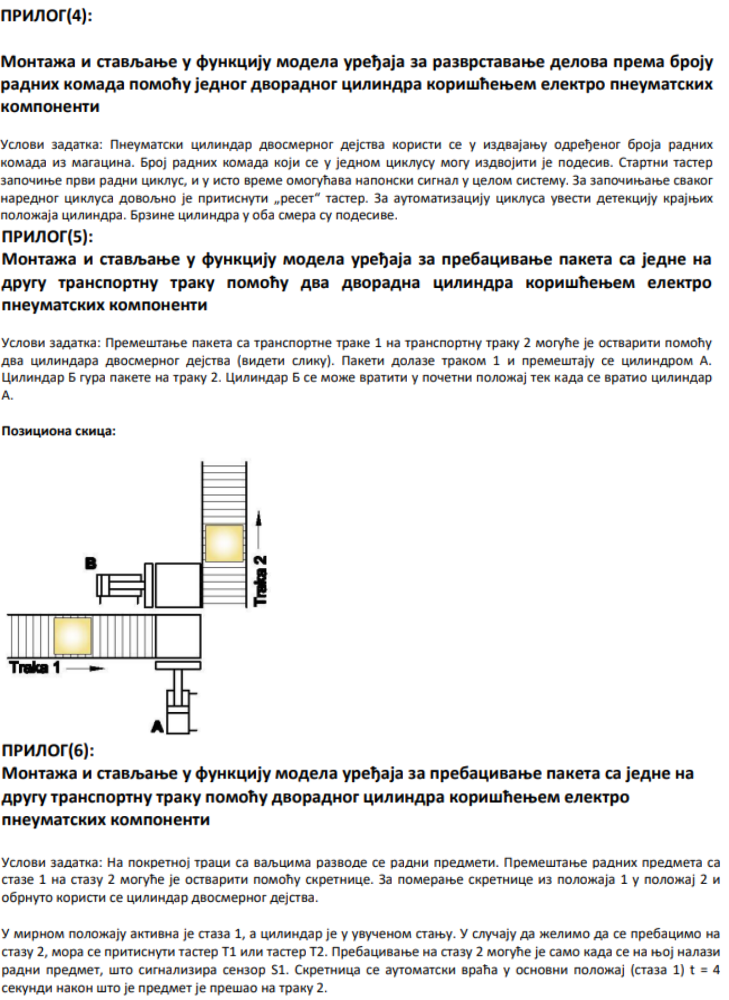 ПРИЛОГ(4):
Монтажа и стављање у функцију модела уређаја за разврставање делова према броју
радних комада помоћу једног дворадног цилиндра коришћењем електро пнеуматских
компоненти
Услови задатка: Пнеуматски цилиндар двосмерног дејства користи се у издвајању одређеног броја радних
комада из магацина. Број радних комада који се у једном циклусу могу издвојити је подесив. Стартни тастер
започиње први радни циклус, и у исто време омогућава напонски сигнал у целом систему. За започињање сваког
наредног циклуса довољно је притиснути „ресет“ тастер. За аутоматизацију циклуса увести детекцију крајњих
положаја цилиндра. Брзине цилиндра у оба смера су подесиве.
ПРИЛОГ(5):
Монтажа и стављање у функцију модела уређаја за пребацивање пакета са једне на
другу транспортну траку помоћу два дворадна цилиндра коришћењем електро
пнеуматских компоненти
Услови задатка: Премештање пакета са транспортне траке 1 на транспортну траку 2 могуће је остварити помоћу
два цилиндара двосмерног дејства (видети слику). Пакети долазе траком 1 и премештају се цилиндром А.
Цилиндар Б гура пакете на траку 2. Цилиндар Б се може вратити у почетни положај тек када се вратио цилиндар
А.
Позициона скица:
B
Traka 2
Traka 1
A
ПРИЛОГ(6):
Монтажа и стављање у функцију модела уређаја за пребацивање пакета са једне на
другу транспортну траку помоћу дворадног цилиндра коришћењем електро
пнеуматских компоненти
Услови задатка: На покретној траци са ваљцима разводе се радни предмети. Премештање радних предмета са
стазе 1 на стазу 2 могуће је остварити помоћу скретнице. За померање скретнице из положаја 1 у положај 2 и
обрнуто користи се цилиндар двосмерног дејства.
У мирном положају активна је стаза 1, а цилиндар је у увученом стању. У случају да желимо да се пребацимо на
стазу 2, мора се притиснути тастер Т1 или тастер Т2. Пребацивање на стазу 2 могуће је само када се на њој налази
радни предмет, што сигнализира сензор S1. Скретница се аутоматски враћа у основни положај (стаза 1) t = 4
секунди након што је предмет је прешао на траку 2.